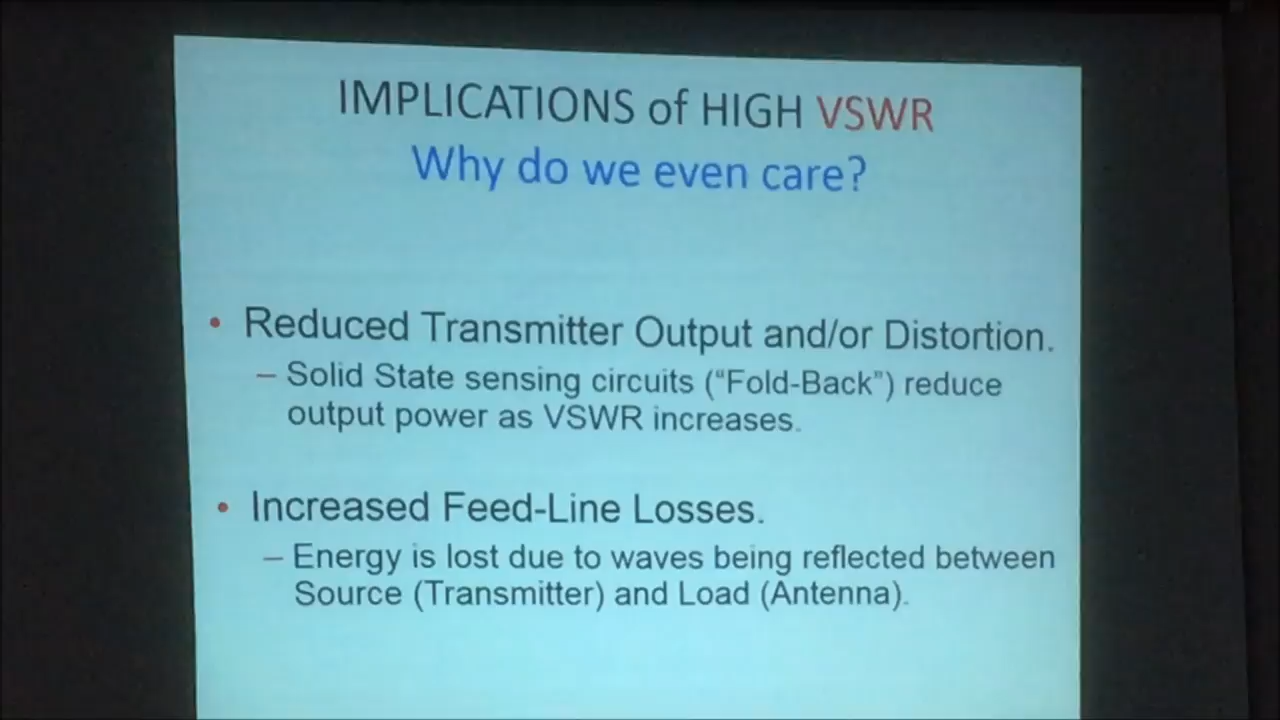 IMPLICATIONS of HIGH VSWR
Why do we even care?
• Reduced Transmitter Output and/or Distortion.
– Solid State sensing circuits (“Fold-Back”) reduce
output power as VSWR increases.
• Increased Feed-Line Losses.
– Energy is lost due to waves being reflected between
Source (Transmitter) and Load (Antenna).